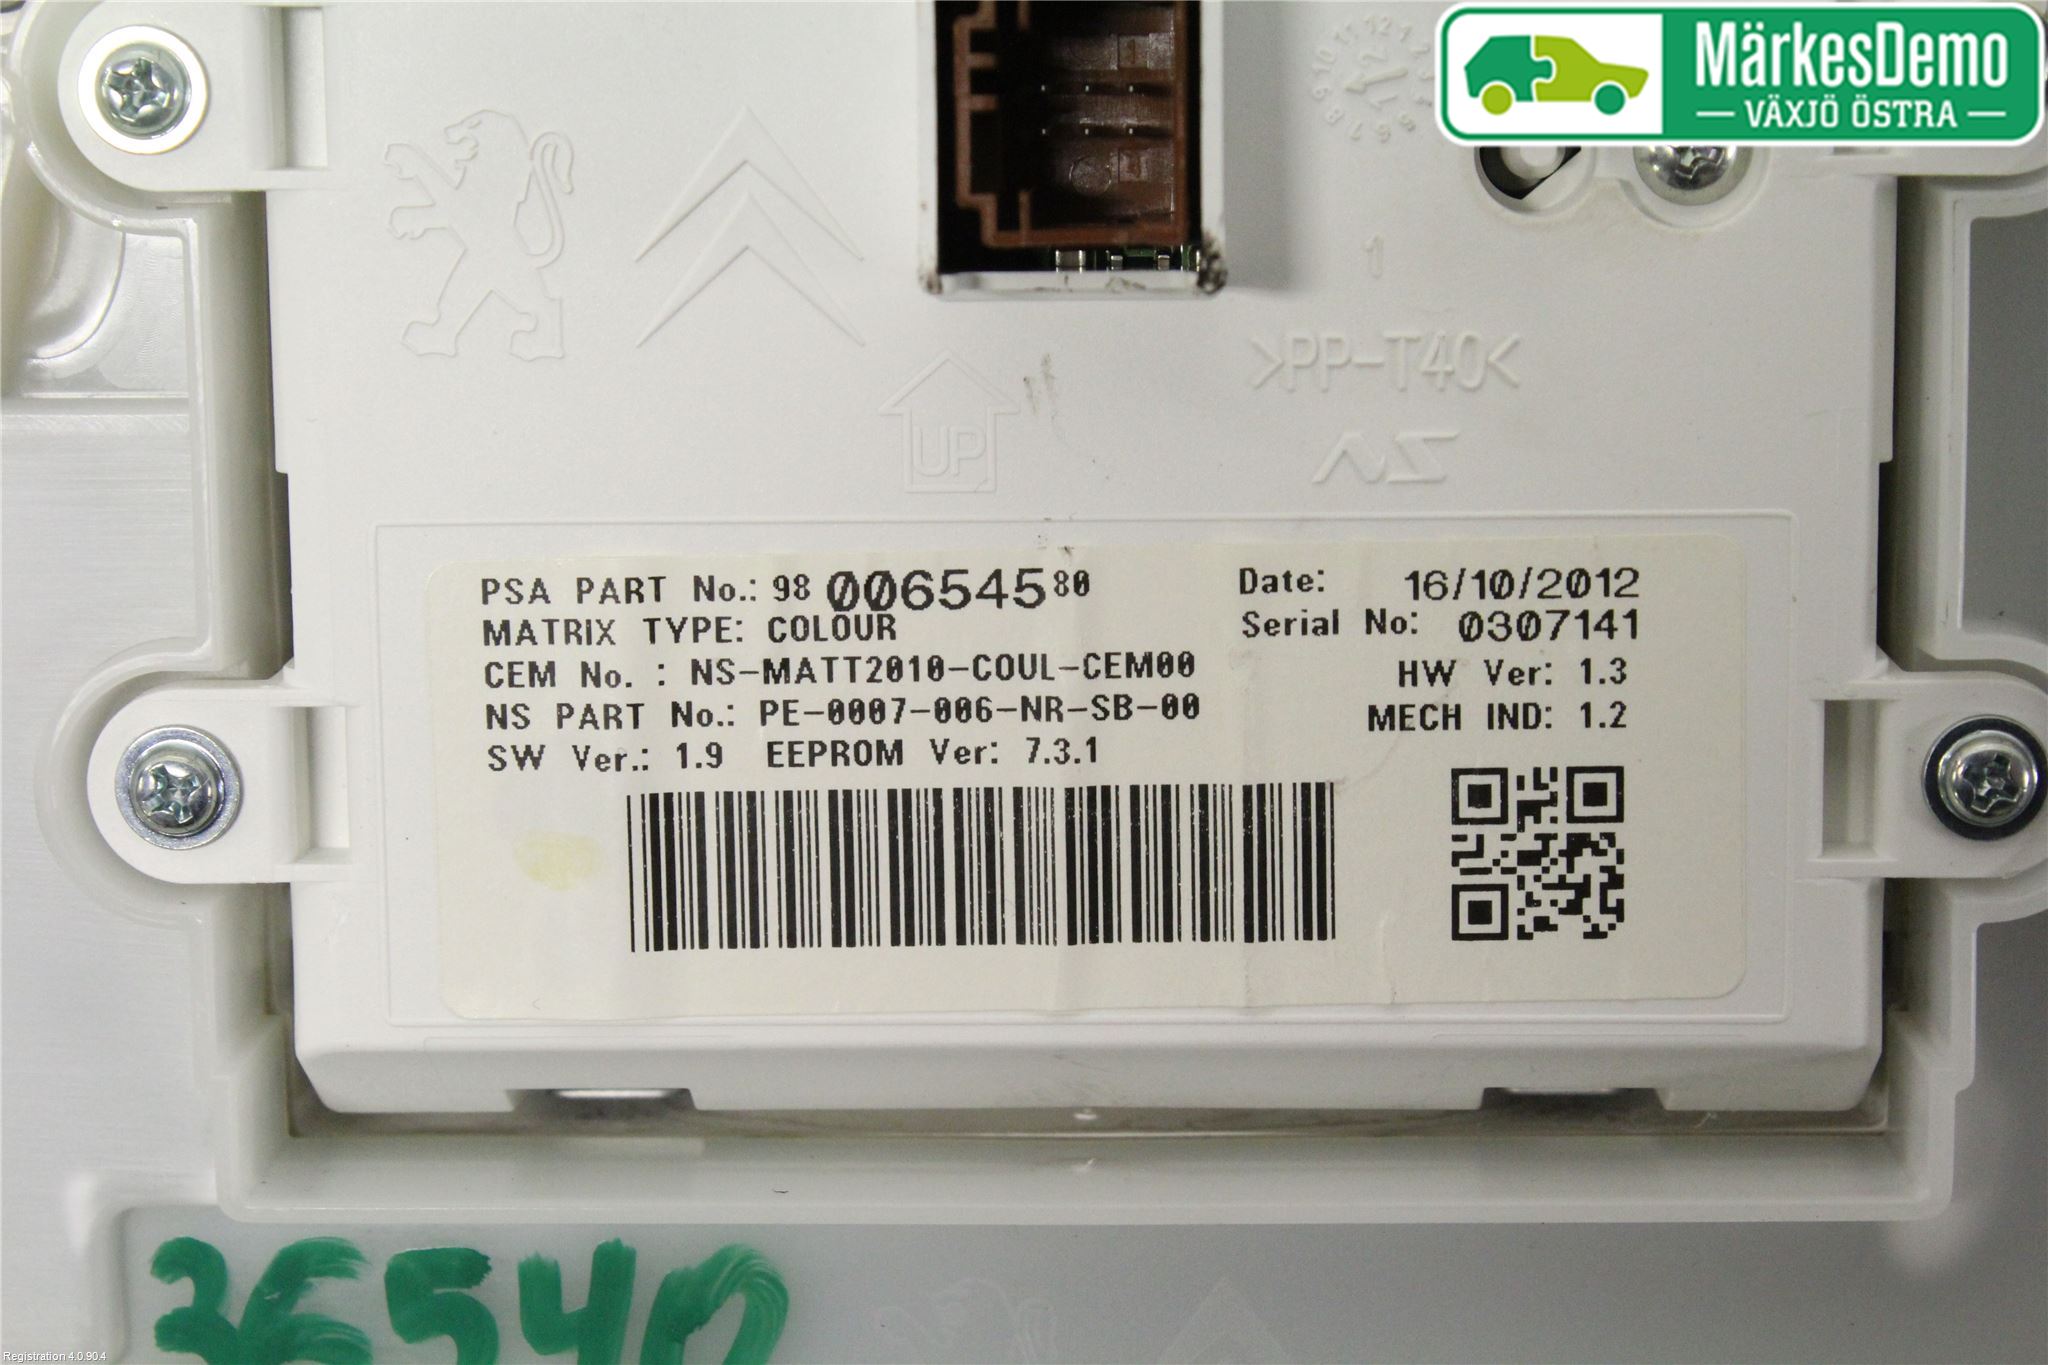 MärkesDemo
VÄXJÖ ÖSTRA
1
>PP-T40<
UP
NS
PSA PART No.: 98 006545 80
Date: 16/10/2012
MATRIX TYPE: COLOUR
Serial No: 0307141
CEM No. : NS-MATT2010-COUL-CEM00
HW Ver: 1.3
NS PART No.: PE-0007-006-NR-SB-00
MECH IND: 1.2
SW Ver.: 1.9 EEPROM Ver: 7.3.1
36540
Registration 4.0.90.4